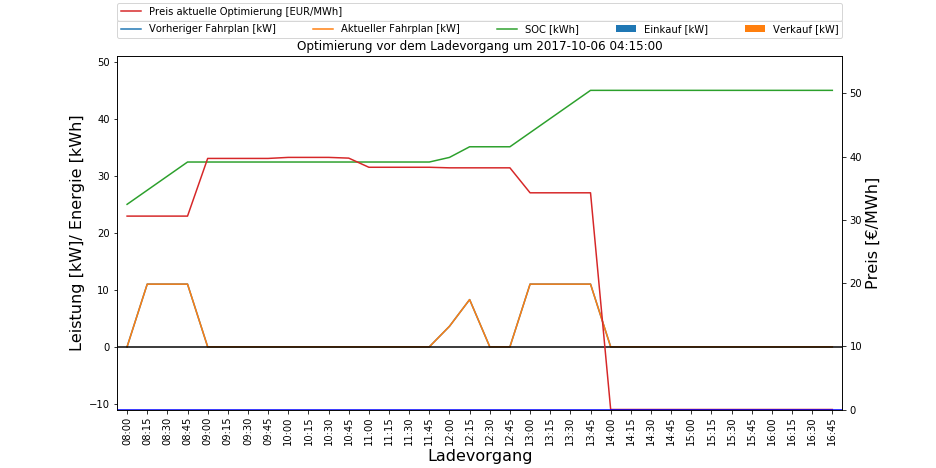 Preis aktuelle Optimierung [EUR/MWh]
Vorheriger Fahrplan [kW] Aktueller Fahrplan [kW] SOC [kWh] Einkauf [kW] Verkauf [kW]
Optimierung vor dem Ladevorgang um 2017-10-06 04:15:00
Leistung [kW]/ Energie [kWh]
50
40
30
20
10
0
−10
50
40
30
20
10
0
Preis [€/MWh]
08:00 08:15 08:30 08:45 09:00 09:15 09:30 09:45 10:00 10:15 10:30 10:45 11:00 11:15 11:30 11:45 12:00 12:15 12:30 12:45 13:00 13:15 13:30 13:45 14:00 14:15 14:30 14:45 15:00 15:15 15:30 15:45 16:00 16:15 16:30 16:45
Ladevorgang